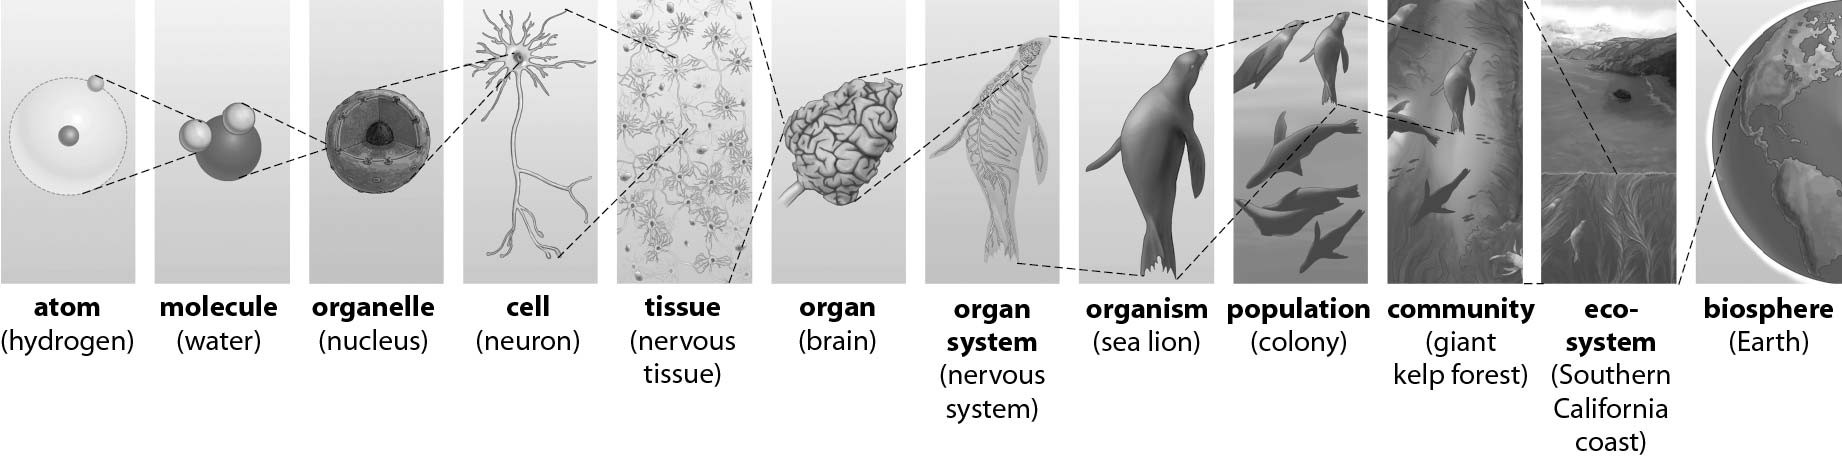 atom
(hydrogen)
molecule
(water)
organelle
(nucleus)
cell
(neuron)
tissue
(nervous
tissue)
organ
(brain)
organ
system
(nervous
system)
organism
(sea lion)
population
(colony)
community
(giant
kelp forest)
eco-
system
(Southern
California
coast)
biosphere
(Earth)